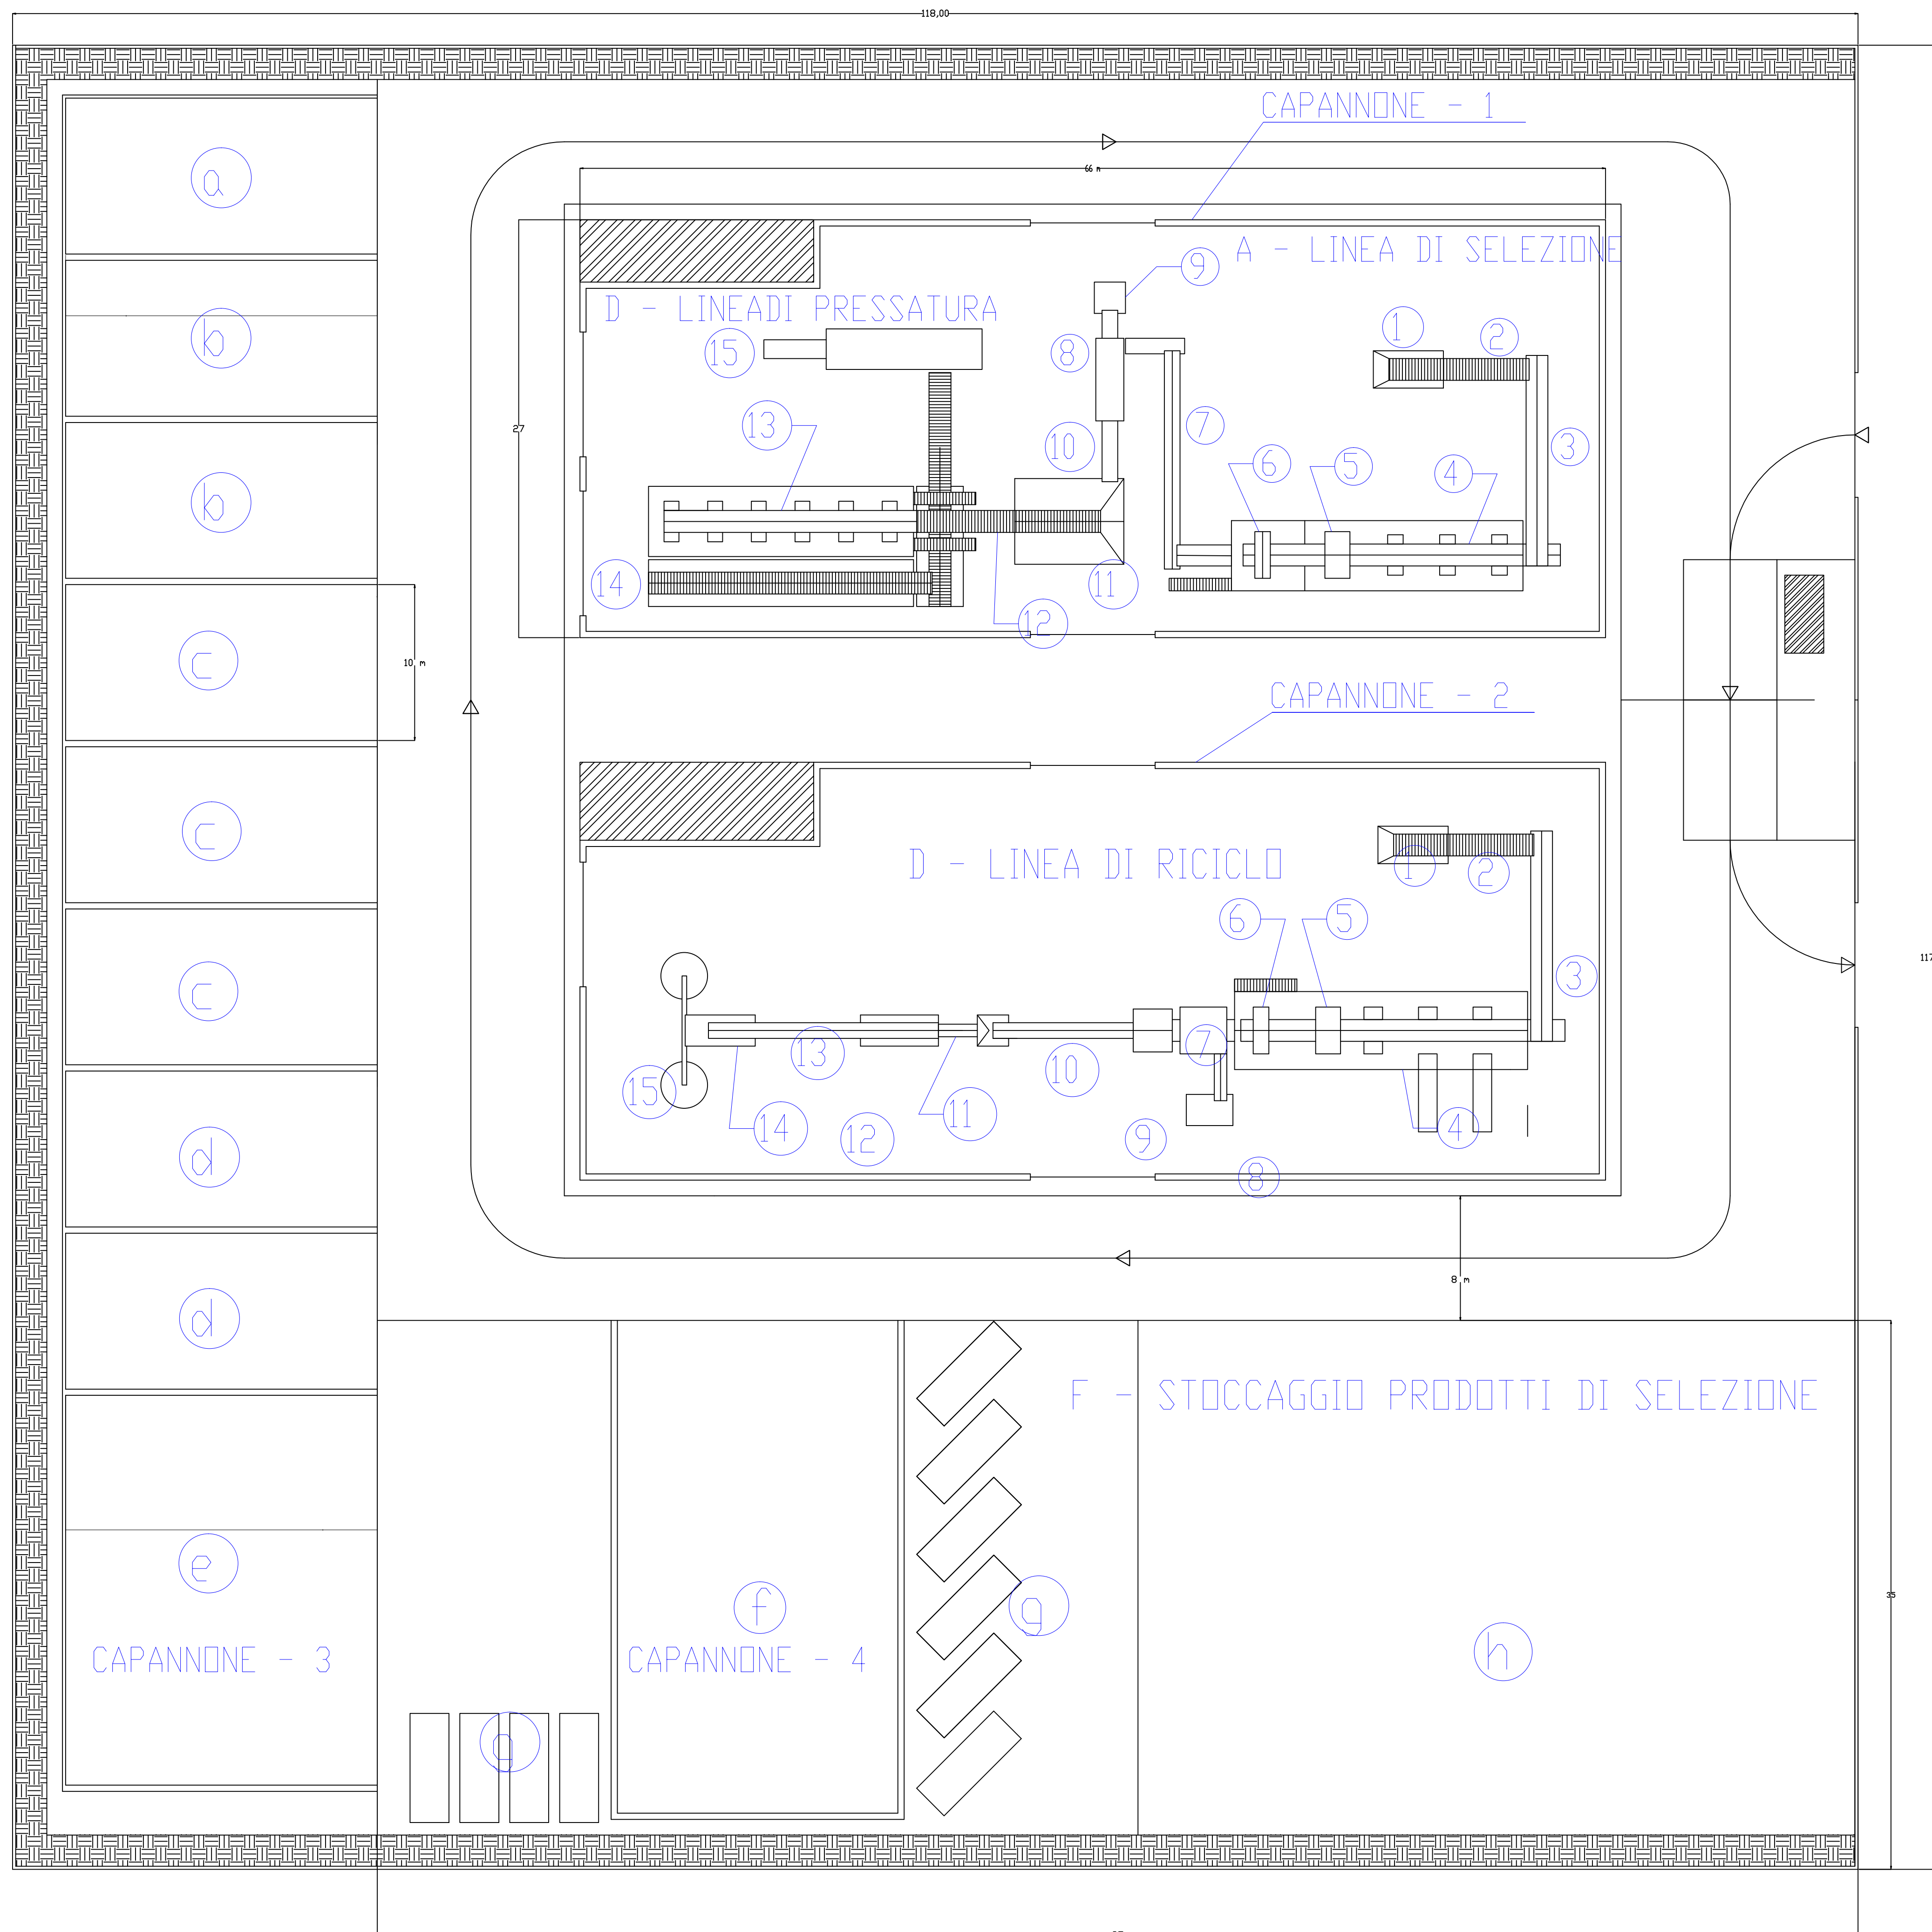 118,00
CAPANNONE - 1
66 m
A - LINEA DI SELEZIONE
9
D - LINEADI PRESSATURA
1
2
15
8
13
7
27
10
6
5
4
3
14
11
12
a
b
b
c
10 m
c
c
d
d
e
CAPANNONE - 3
CAPANNONE - 2
D - LINEA DI RICICLO
1
2
6
5
3
7
13
10
15
14
12
11
9
4
8
117
8 m
F - STOCCAGGIO PRODOTTI DI SELEZIONE
35
f
g
h
CAPANNONE - 4
g